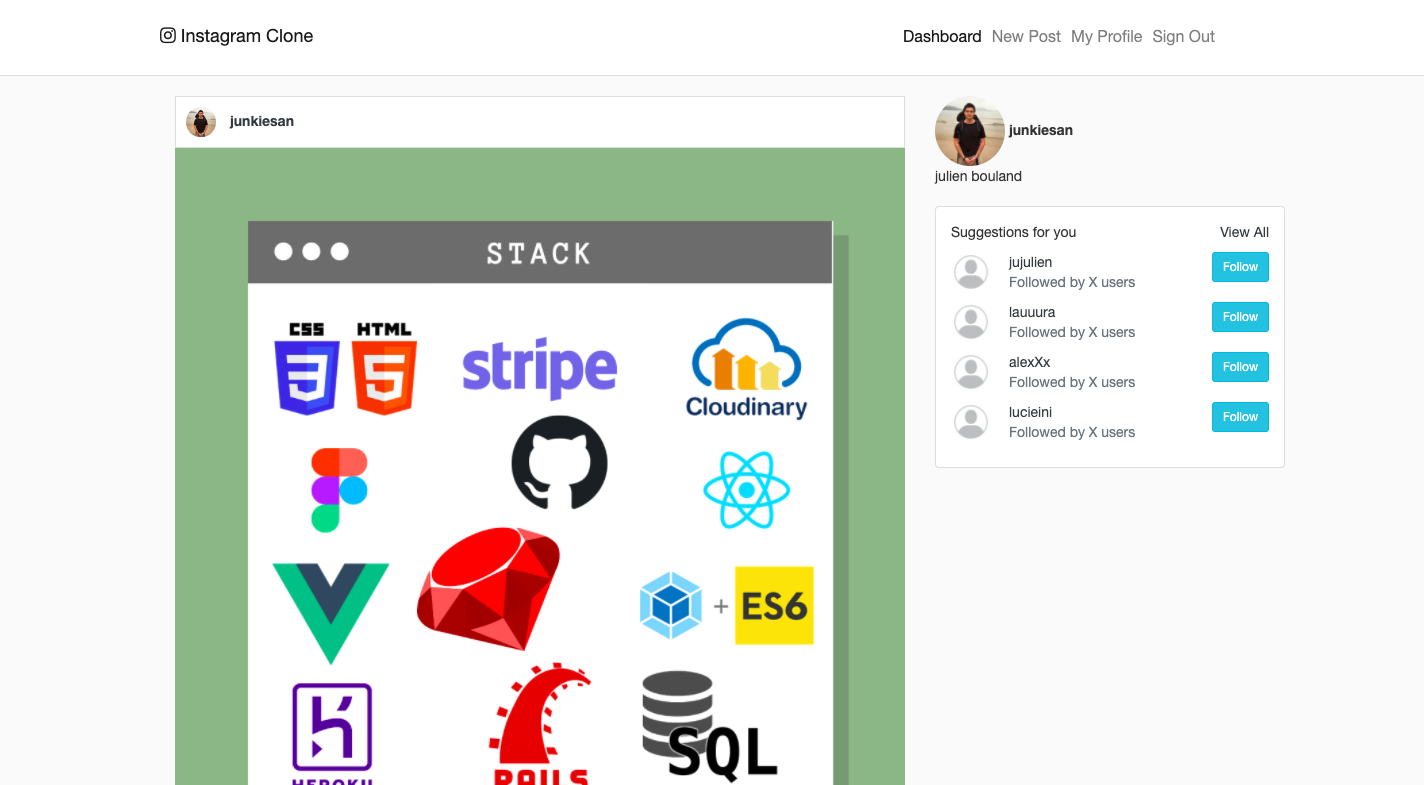 Instagram Clone
Dashboard New Post My Profile Sign Out
junkiesan
STACK
CSS HTML
3 5
stripe
Cloudinary
+ ES6
HEROKU
RAILS
SQL
junkiesan
julien bouland
Suggestions for you View All
jujulien
Followed by X users
Follow
lauuura
Followed by X users
Follow
alexXx
Followed by X users
Follow
lucieini
Followed by X users
Follow